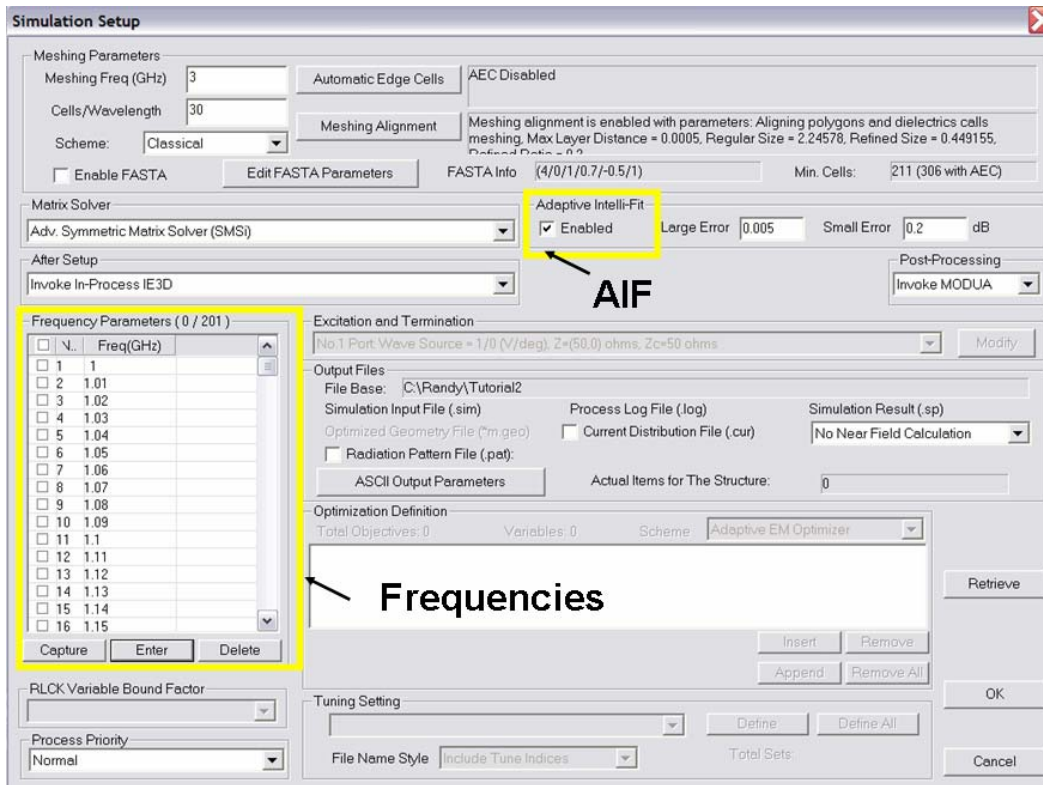 Simulation Setup
Meshing Parameters
Meshing Freq (GHz)
3
Automatic Edge Cells
AEC Disabled
Cells/Wavelength
30
Meshing Alignment
Meshing alignment is enabled with parameters: Aligning polygons and dielectrics calls
meshing, Max Layer Distance = 0.0005, Regular Size = 2.24578, Refined Size = 0.449155,
Refined Ratio = 0.2
Scheme:
Classical
Enable FASTA
Edit FASTA Parameters
FASTA Info
(4/0/1/0.7/-0.5/1)
Min. Cells:
211 (306 with AEC)
Matrix Solver
Adv. Symmetric Matrix Solver (SMSi)
Adaptive Intelli-Fit
Enabled
Large Error
0.005
Small Error
0.2
dB
After Setup
Invoke In-Process IE3D
AIF
Post-Processing
Invoke MODUA
Frequency Parameters ( 0 / 201 )
N.. Freq(GHz)
1 1
2 1.01
3 1.02
4 1.03
5 1.04
6 1.05
7 1.06
8 1.07
9 1.08
10 1.09
11 1.1
12 1.11
13 1.12
14 1.13
15 1.14
16 1.15
Capture
Enter
Delete
Excitation and Termination
No.1 Port Wave Source = 1/0 (V/deg), Z=(50,0) ohms, Zc=50 ohms
Modify
Output Files
File Base:
C:\Randy\Tutorial2
Simulation Input File (.sim)
Process Log File (.log)
Simulation Result (.sp)
Optimized Geometry File (*m.geo)
Current Distribution File (.cur)
No Near Field Calculation
Radiation Pattern File (.pat):
ASCII Output Parameters
Actual Items for The Structure:
0
Optimization Definition
Total Objectives: 0
Variables: 0
Scheme
Adaptive EM Optimizer
Frequencies
Insert
Remove
Append
Remove All
Retrieve
RLCK Variable Bound Factor
Process Priority
Normal
Tuning Setting
Define
Define All
File Name Style
Include Tune Indices
Total Sets:
OK
Cancel